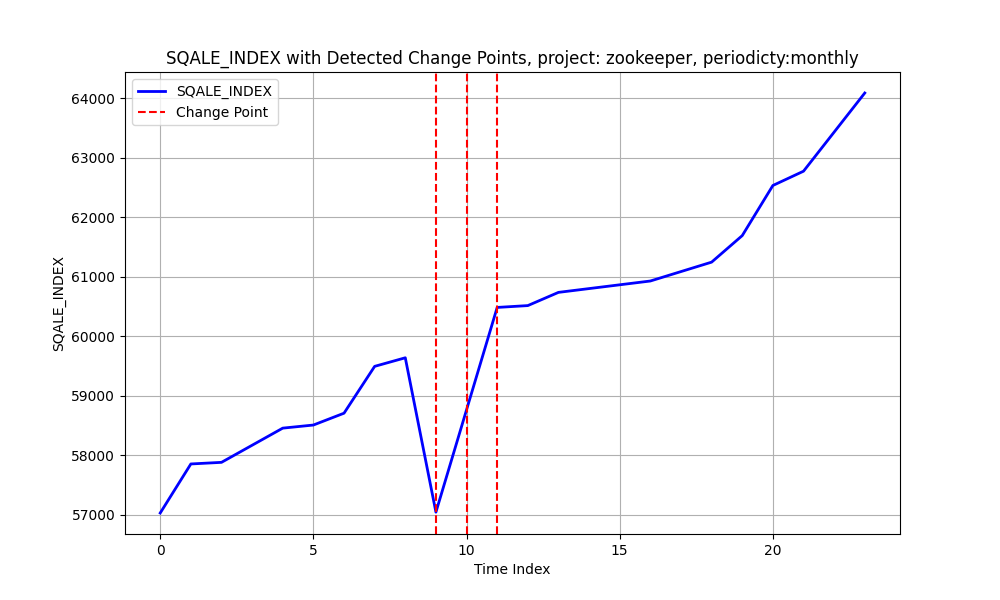 SQALE_INDEX with Detected Change Points, project: zookeeper, periodicty:monthly
SQALE_INDEX
Change Point
64000
63000
62000
61000
60000
59000
58000
57000
SQALE_INDEX
0
5
10
15
20
Time Index